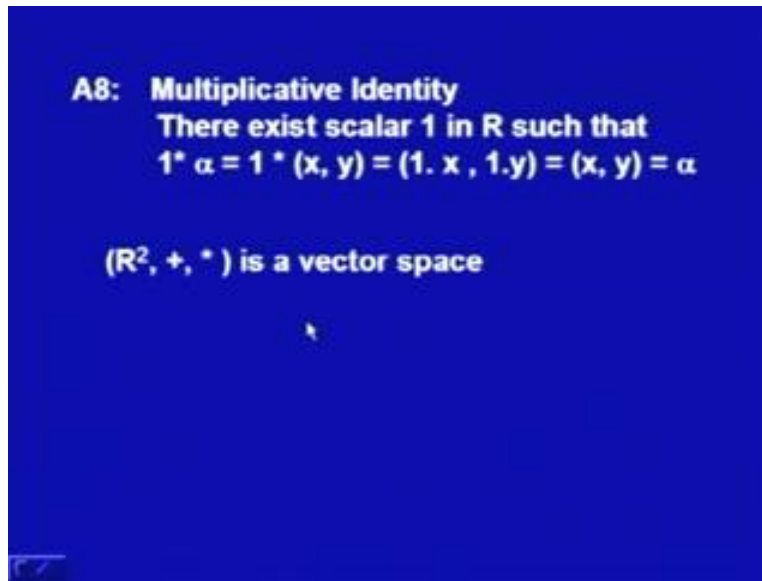 A8: Multiplicative Identity
There exist scalar 1 in R such that
1* α = 1 * (x, y) = (1. x , 1.y) = (x, y) = α
(R², +, * ) is a vector space